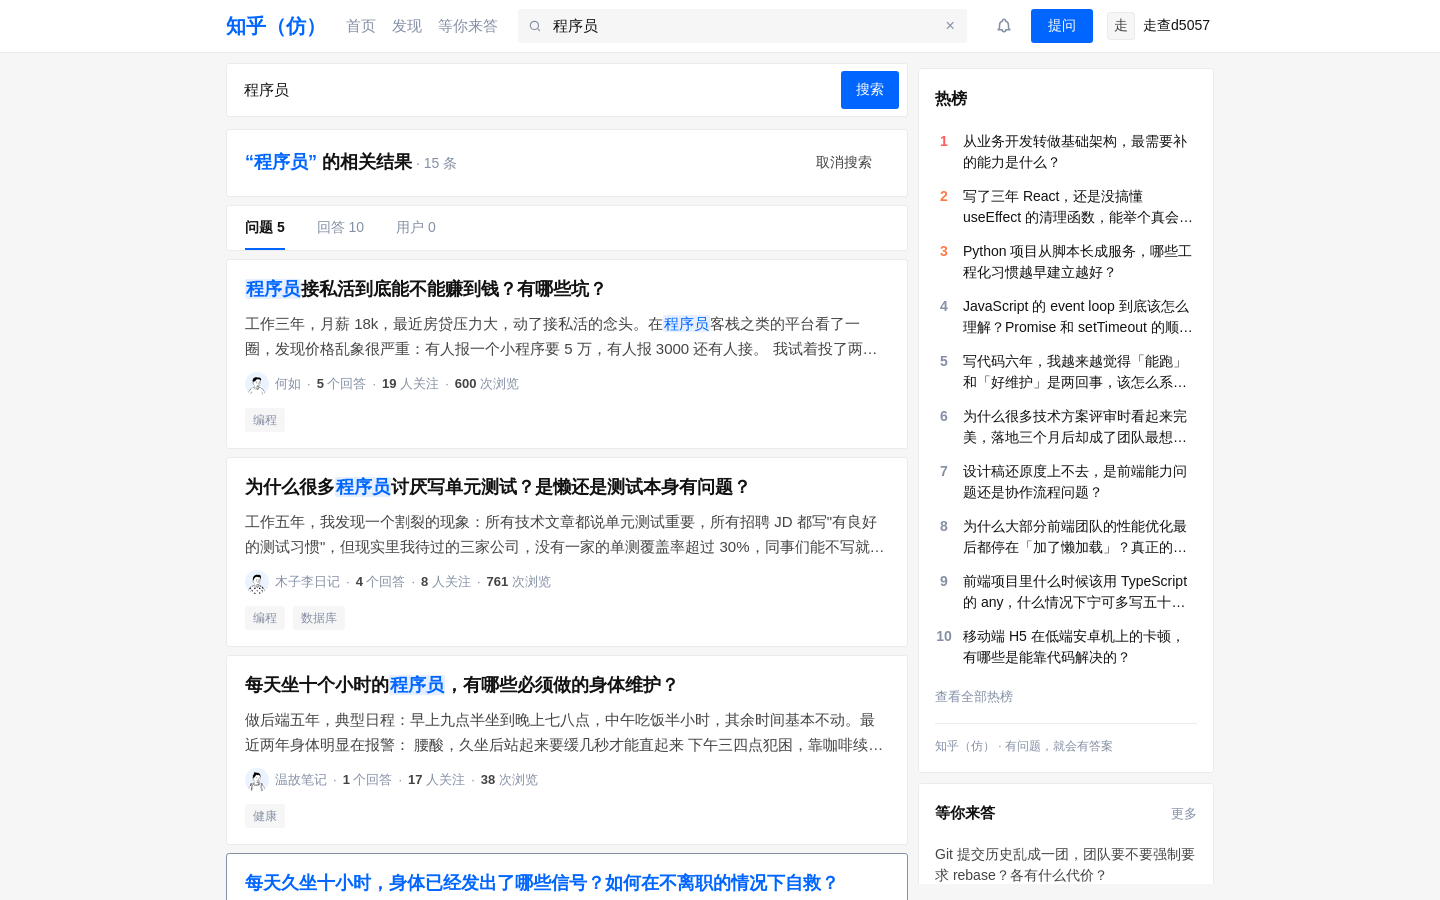 知乎（仿） 首页 发现 等你来答 程序员 × 提问 走 走查d5057
程序员 搜索
“程序员” 的相关结果 · 15 条 取消搜索
问题 5 回答 10 用户 0
程序员接私活到底能不能赚到钱？有哪些坑？
工作三年，月薪 18k，最近房贷压力大，动了接私活的念头。在程序员客栈之类的平台看了一
圈，发现价格乱象很严重：有人报一个小程序要 5 万，有人报 3000 还有人接。 我试着投了两…
何如 · 5 个回答 · 19 人关注 · 600 次浏览
编程
为什么很多程序员讨厌写单元测试？是懒还是测试本身有问题？
工作五年，我发现一个割裂的现象：所有技术文章都说单元测试重要，所有招聘 JD 都写"有良好
的测试习惯"，但现实里我待过的三家公司，没有一家的单测覆盖率超过 30%，同事们能不写就…
木子李日记 · 4 个回答 · 8 人关注 · 761 次浏览
编程 数据库
每天坐十个小时的程序员，有哪些必须做的身体维护？
做后端五年，典型日程：早上九点半坐到晚上七八点，中午吃饭半小时，其余时间基本不动。最
近两年身体明显在报警： 腰酸，久坐后站起来要缓几秒才能直起来 下午三四点犯困，靠咖啡续…
温故笔记 · 1 个回答 · 17 人关注 · 38 次浏览
健康
每天久坐十小时，身体已经发出了哪些信号？如何在不离职的情况下自救？
热榜
1 从业务开发转做基础架构，最需要补
的能力是什么？
2 写了三年 React，还是没搞懂
useEffect 的清理函数，能举个真会…
3 Python 项目从脚本长成服务，哪些工
程化习惯越早建立越好？
4 JavaScript 的 event loop 到底该怎么
理解？Promise 和 setTimeout 的顺…
5 写代码六年，我越来越觉得「能跑」
和「好维护」是两回事，该怎么系…
6 为什么很多技术方案评审时看起来完
美，落地三个月后却成了团队最想…
7 设计稿还原度上不去，是前端能力问
题还是协作流程问题？
8 为什么大部分前端团队的性能优化最
后都停在「加了懒加载」？真正的…
9 前端项目里什么时候该用 TypeScript
的 any，什么情况下宁可多写五十…
10 移动端 H5 在低端安卓机上的卡顿，
有哪些是能靠代码解决的？
查看全部热榜
知乎（仿） · 有问题，就会有答案
等你来答 更多
Git 提交历史乱成一团，团队要不要强制要
求 rebase？各有什么代价？